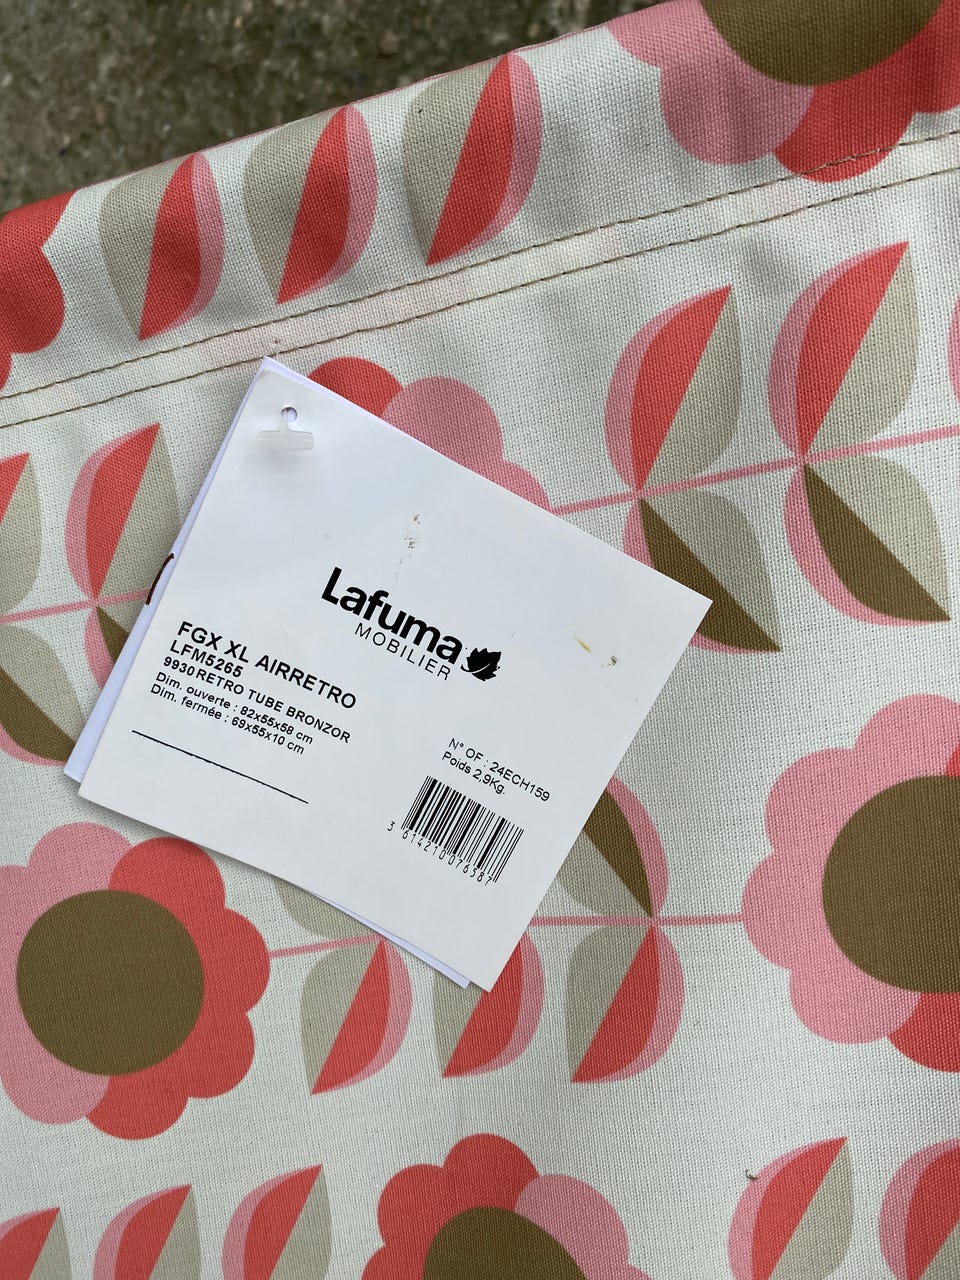 Lafuma
MOBILIER
FGX XL AIRRETRO
LFM5265
9930RETRO TUBE BRONZOR
Dim. ouverte : 82x55x58 cm
Dim. fermée : 69x55x10 cm
N° OF : 24ECH159
Poids 2,9Kg.
3 614210076587